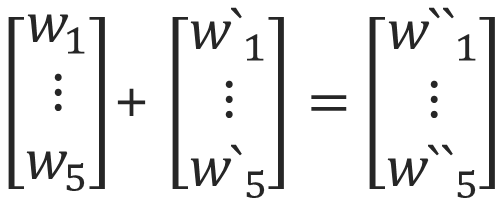 [w₁ ⋮ w₅] + [w`₁ ⋮ w`₅] = [w``₁ ⋮ w``₅]